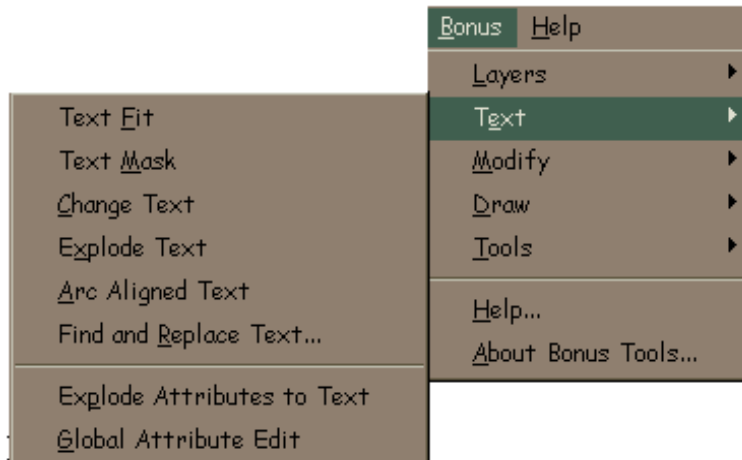 Bonus Help
Layers
Text
Modify
Draw
Tools
Help...
About Bonus Tools...
Text Fit
Text Mask
Change Text
Explode Text
Arc Aligned Text
Find and Replace Text...
Explode Attributes to Text
Global Attribute Edit